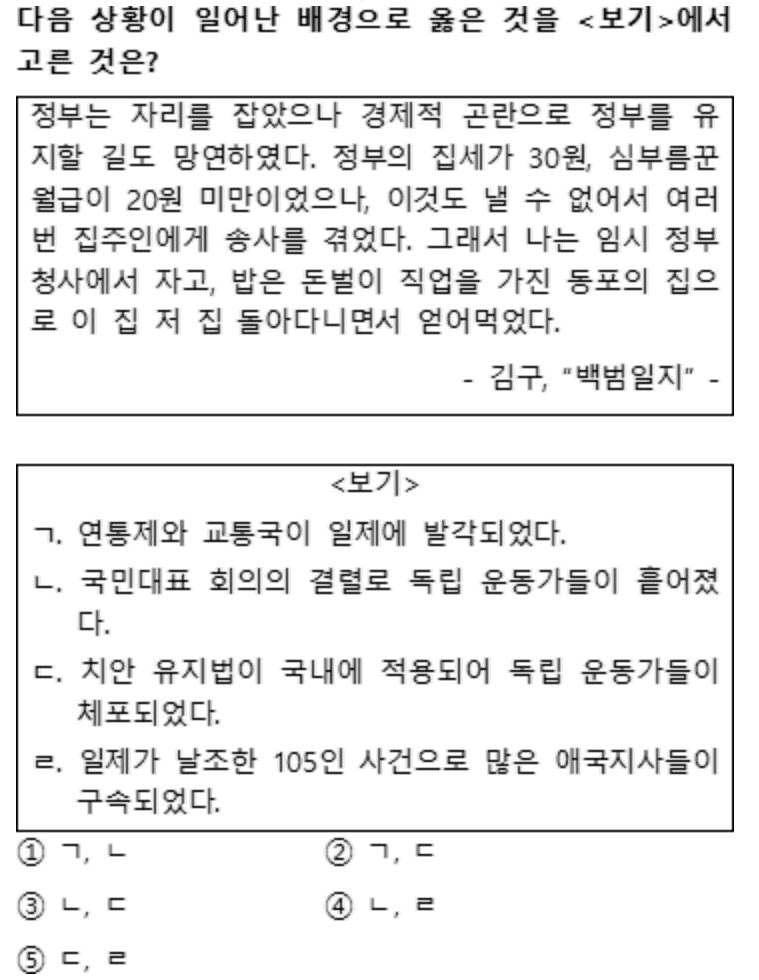 다음 상황이 일어난 배경으로 옳은 것을 <보기>에서
고른 것은?
정부는 자리를 잡았으나 경제적 곤란으로 정부를 유
지할 길도 망연하였다. 정부의 집세가 30원, 심부름꾼
월급이 20원 미만이었으나, 이것도 낼 수 없어서 여러
번 집주인에게 송사를 겪었다. 그래서 나는 임시 정부
청사에서 자고, 밥은 돈벌이 직업을 가진 동포의 집으
로 이 집 저 집 돌아다니면서 얻어먹었다.
- 김구, “백범일지” -
<보기>
ㄱ. 연통제와 교통국이 일제에 발각되었다.
ㄴ. 국민대표 회의의 결렬로 독립 운동가들이 흩어졌
다.
ㄷ. 치안 유지법이 국내에 적용되어 독립 운동가들이
체포되었다.
ㄹ. 일제가 날조한 105인 사건으로 많은 애국지사들이
구속되었다.
① ㄱ, ㄴ ② ㄱ, ㄷ
③ ㄴ, ㄷ ④ ㄴ, ㄹ
⑤ ㄷ, ㄹ